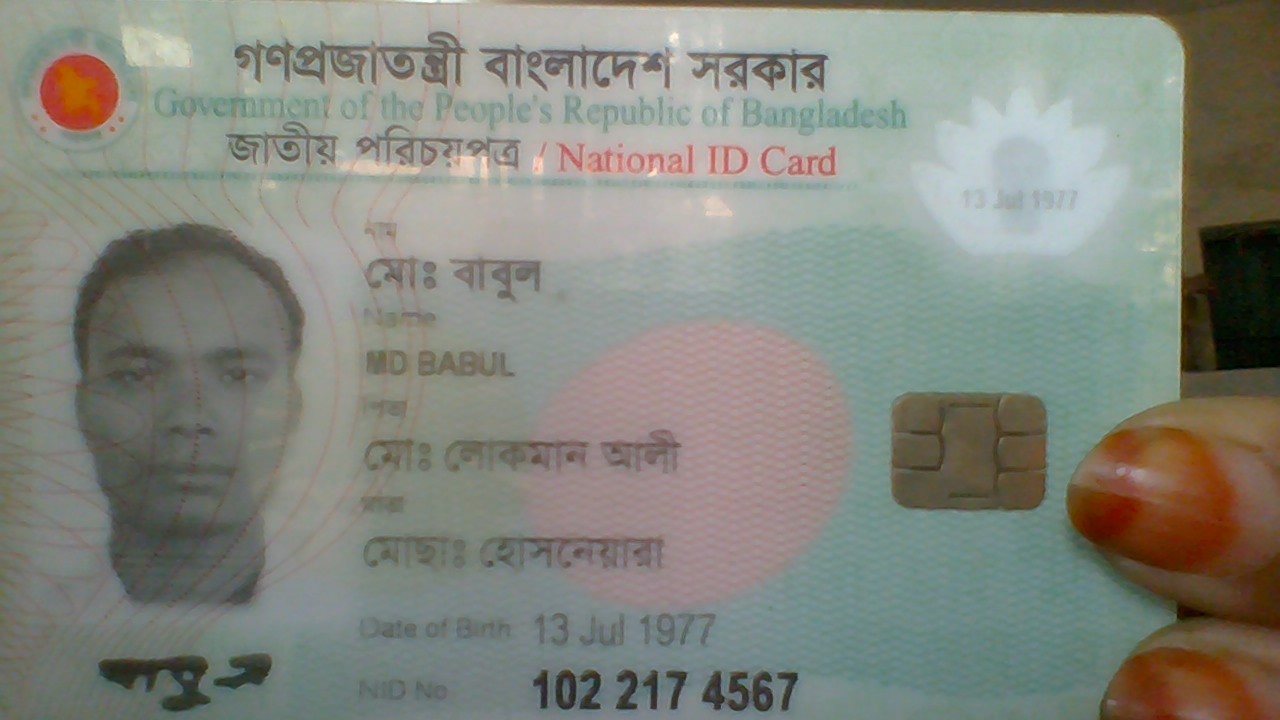 গণপ্রজাতন্ত্রী বাংলাদেশ সরকার
Government of the People's Republic of Bangladesh
জাতীয় পরিচয়পত্র / National ID Card
13 Jul 1977
নাম
মোঃ বাবুল
Name
MD BABUL
পিতা
মোঃ লোকমান আলী
মাতা
মোছাঃ হোসনেয়ারা
Date of Birth 13 Jul 1977
NID No 102 217 4567
বাবুল